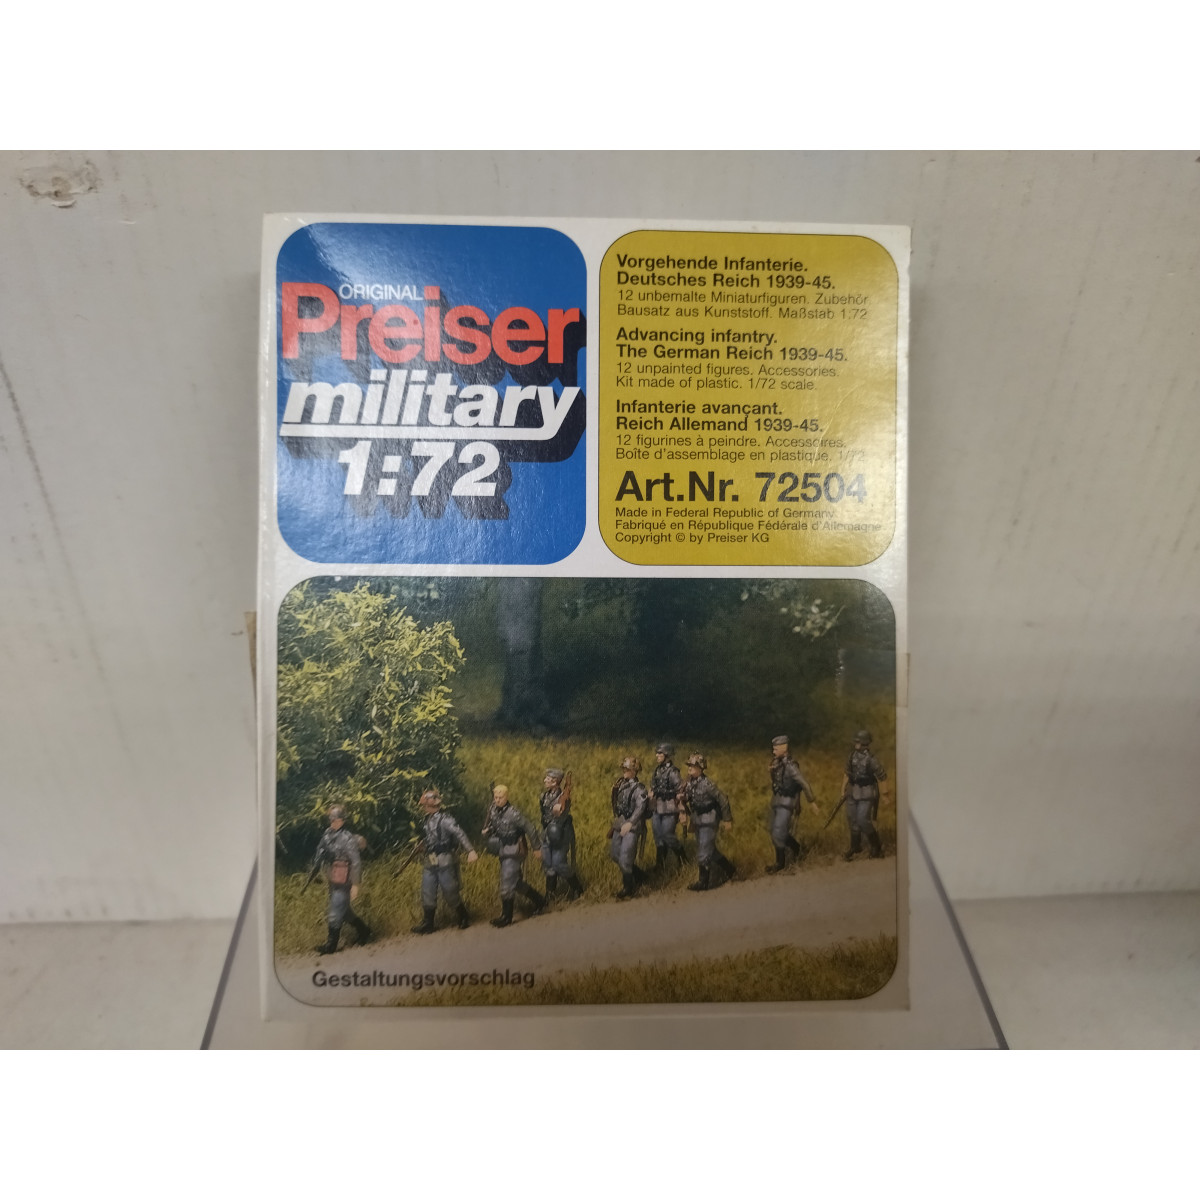 ORIGINAL
Preiser
military
1:72
Vorgehende Infanterie.
Deutsches Reich 1939-45.
12 unbemalte Miniaturfiguren. Zubehör.
Bausatz aus Kunststoff. Maßstab 1:72
Advancing infantry.
The German Reich 1939-45.
12 unpainted figures. Accessories.
Kit made of plastic. 1/72 scale.
Infanterie avançant.
Reich Allemand 1939-45.
12 figurines à peindre. Accessoires.
Boîte d'assemblage en plastique. 1/72
Art.Nr. 72504
Made in Federal Republic of Germany.
Fabriqué en République Fédérale d'Allemagne
Copyright © by Preiser KG
Gestaltungsvorschlag